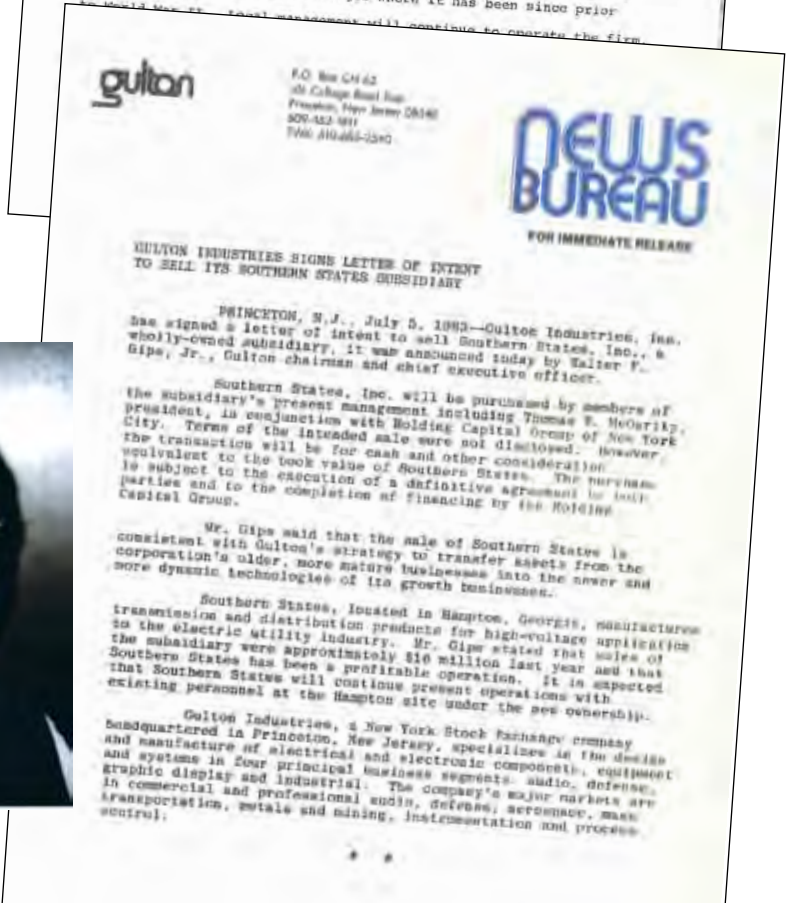 it has been since prior
to World War II. Local management will continue to operate the firm.
gulton
P.O. Box CN 62
College Road East
Princeton, New Jersey 08540
NEWS
BUREAU
FOR IMMEDIATE RELEASE
GULTON INDUSTRIES SIGNS LETTER OF INTENT
TO SELL ITS SOUTHERN STATES SUBSIDIARY
PRINCETON, N.J., July 5, 1983--Gulton Industries, Inc.
has signed a letter of intent to sell Southern States, Inc., a
wholly-owned subsidiary, it was announced today by Walter F.
Gips, Jr., Gulton chairman and chief executive officer.
Southern States, Inc. will be purchased by members of
the subsidiary's present management including Thomas E.
president, in conjunction with Holding Capital Group of New York
City. Terms of the intended sale were not disclosed. However,
the transaction will be for cash and other consideration
equivalent to the book value of Southern States. The purchase
is subject to the execution of a definitive agreement by both
parties and to the completion of financing by the Holding
Capital Group.
Mr. Gips said that the sale of Southern States is
consistent with Gulton's strategy to transfer assets from the
corporation's older, more mature businesses into the newer and
more dynamic technologies of its growth businesses.
Southern States, located in Hampton, Georgia, manufactures
transmission and distribution products for high-voltage application
to the electric utility industry. Mr. Gips stated that sales of
the subsidiary were approximately million last year and that
Southern States has been a profitable operation. It is expected
that Southern States will continue present operations with
existing personnel at the Hampton site under the new ownership.
Gulton Industries, a New York Stock Exchange company
headquartered in Princeton, New Jersey, specializes in the design
and manufacture of electrical and electronic components, equipment
and systems in four principal business segments: audio, defense,
graphic display and industrial. The company's major markets are
in commercial and professional audio, defense, aerospace, mass
transportation, metals and mining, instrumentation and process
control.
* *